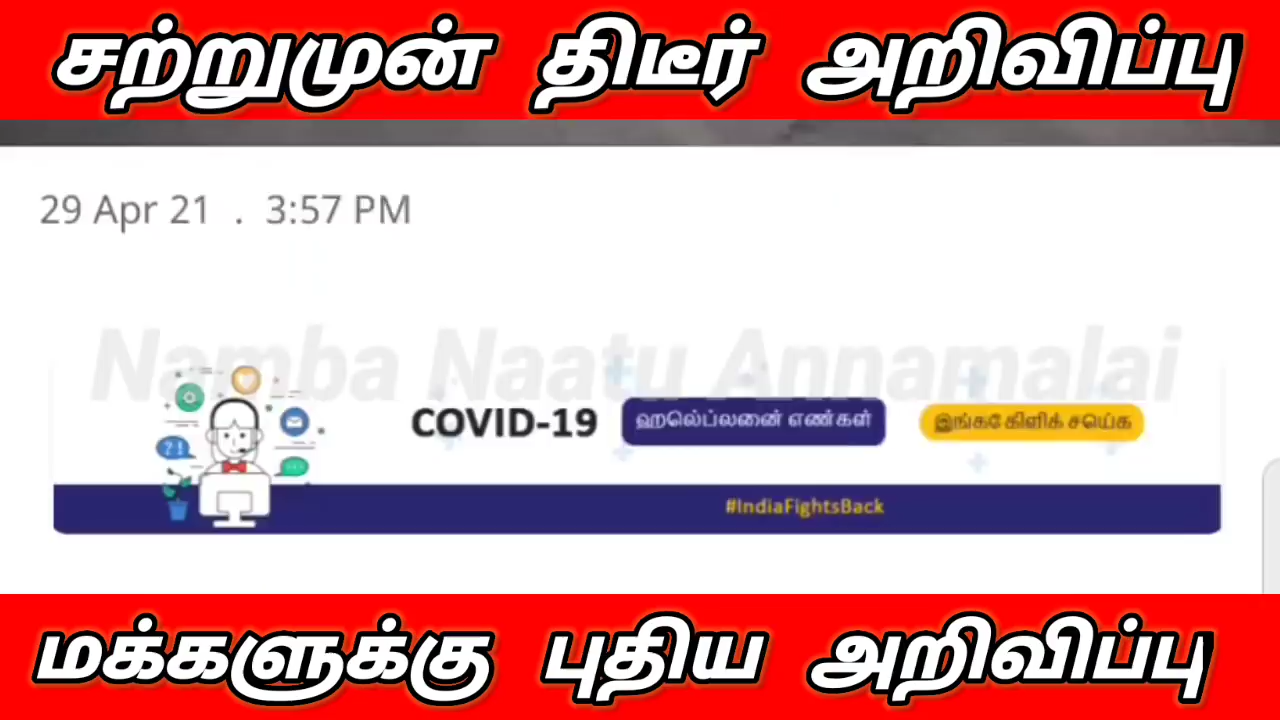 சற்றுமுன் திடீர் அறிவிப்பு
29 Apr 21 . 3:57 PM
Namba Naatu Annamalai
COVID-19 ஹெல்ப்லைன் எண்கள் இங்கே கிளிக் செய்க
?!
#IndiaFightsBack
மக்களுக்கு புதிய அறிவிப்பு